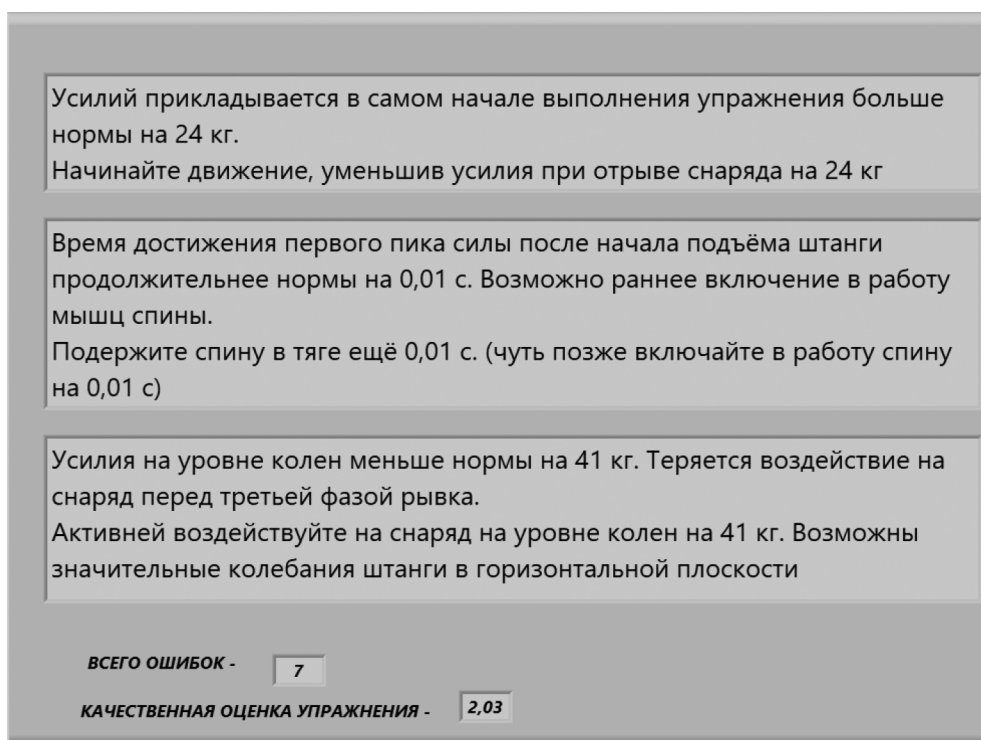 Усилий прикладывается в самом начале выполнения упражнения больше
нормы на 24 кг.
Начинайте движение, уменьшив усилия при отрыве снаряда на 24 кг
Время достижения первого пика силы после начала подъёма штанги
продолжительнее нормы на 0,01 с. Возможно раннее включение в работу
мышц спины.
Подержите спину в тяге ещё 0,01 с. (чуть позже включайте в работу спину
на 0,01 с)
Усилия на уровне колен меньше нормы на 41 кг. Теряется воздействие на
снаряд перед третьей фазой рывка.
Активней воздействуйте на снаряд на уровне колен на 41 кг. Возможны
значительные колебания штанги в горизонтальной плоскости
ВСЕГО ОШИБОК - 7
КАЧЕСТВЕННАЯ ОЦЕНКА УПРАЖНЕНИЯ - 2,03